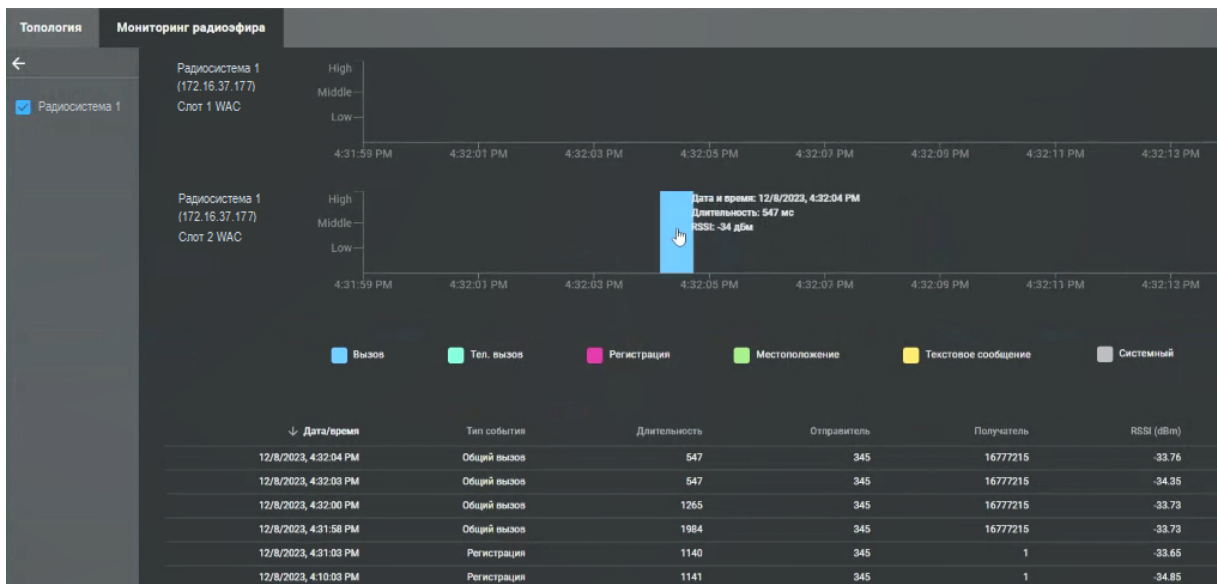 Топология Мониторинг радиоэфира
Радиосистема 1
Радиосистема 1
(172.16.37.177)
Слот 1 WAC
High
Middle
Low
4:31:59 PM 4:32:01 PM 4:32:03 PM 4:32:05 PM 4:32:07 PM 4:32:09 PM 4:32:11 PM 4:32:13 PM
Радиосистема 1
(172.16.37.177)
Слот 2 WAC
High
Middle
Low
Дата и время: 12/8/2023, 4:32:04 PM
Длительность: 547 мс
RSSI: -34 дБм
4:31:59 PM 4:32:01 PM 4:32:03 PM 4:32:05 PM 4:32:07 PM 4:32:09 PM 4:32:11 PM 4:32:13 PM
Вызов Тел. вызов Регистрация Местоположение Текстовое сообщение Системный
Дата/время Тип события Длительность Отправитель Получатель RSSI (dBm)
12/8/2023, 4:32:04 PM Общий вызов 547 345 16777215 -33.76
12/8/2023, 4:32:03 PM Общий вызов 547 345 16777215 -34.35
12/8/2023, 4:32:00 PM Общий вызов 1265 345 16777215 -33.73
12/8/2023, 4:31:58 PM Общий вызов 1984 345 16777215 -33.73
12/8/2023, 4:31:03 PM Регистрация 1140 345 1 -33.65
12/8/2023, 4:10:03 PM Регистрация 1141 345 1 -34.85